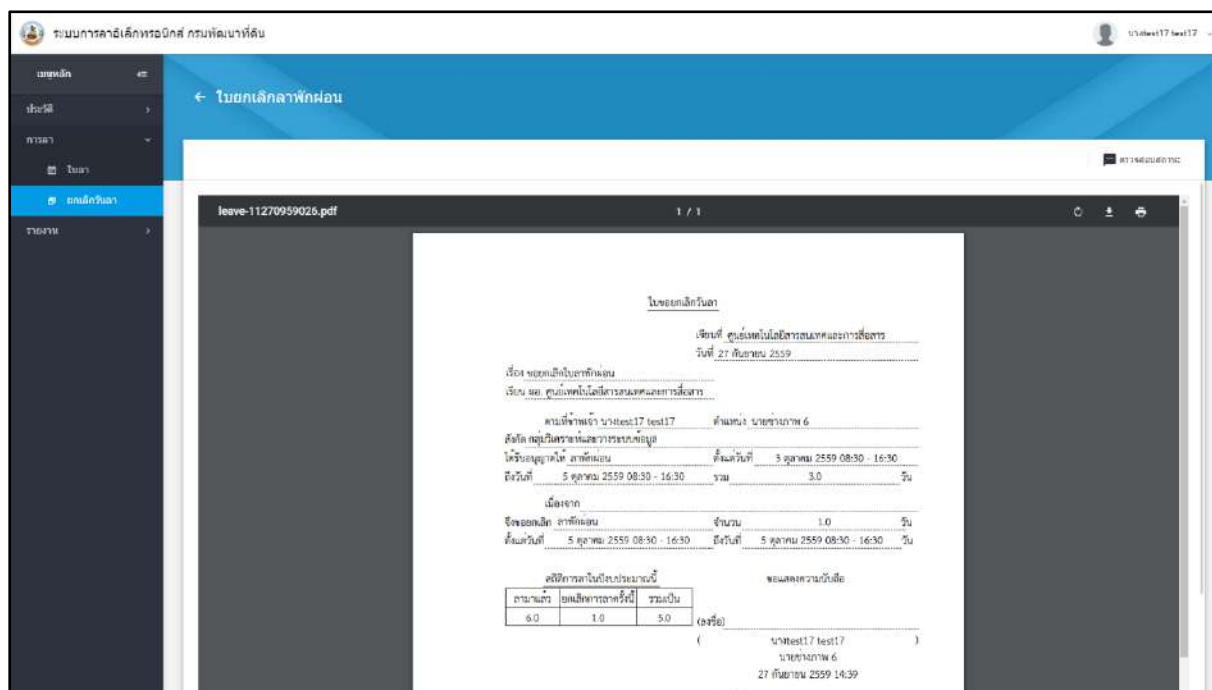 ระบบการลาอิเล็กทรอนิกส์ กรมพัฒนาที่ดิน
นางtest17 test17
เมนูหลัก
← ใบยกเลิกลาพักผ่อน
ประวัติ
การลา
ใบลา
ตรวจสอบสถานะ
ยกเลิกวันลา
รายงาน
leave-11270959026.pdf 1 / 1
ใบขอยกเลิกวันลา
เขียนที่ ศูนย์เทคโนโลยีสารสนเทศและการสื่อสาร
วันที่ 27 กันยายน 2559
เรื่อง ขอยกเลิกใบลาพักผ่อน
เรียน ผอ. ศูนย์เทคโนโลยีสารสนเทศและการสื่อสาร
ตามที่ข้าพเจ้า นางtest17 test17 ตำแหน่ง นายช่างภาพ 6
สังกัด กลุ่มวิเคราะห์และวางระบบข้อมูล
ได้รับอนุญาตให้ ลาพักผ่อน ตั้งแต่วันที่ 3 ตุลาคม 2559 08:30 - 16:30
ถึงวันที่ 5 ตุลาคม 2559 08:30 - 16:30 รวม 3.0 วัน
เนื่องจาก
จึงขอยกเลิก ลาพักผ่อน จำนวน 1.0 วัน
ตั้งแต่วันที่ 5 ตุลาคม 2559 08:30 - 16:30 ถึงวันที่ 5 ตุลาคม 2559 08:30 - 16:30 วัน
สถิติการลาในปีงบประมาณนี้ ขอแสดงความนับถือ
ลามาแล้ว ยกเลิกการลาครั้งนี้ รวมเป็น
6.0 1.0 5.0
(ลงชื่อ)
( นางtest17 test17 )
นายช่างภาพ 6
27 กันยายน 2559 14:39